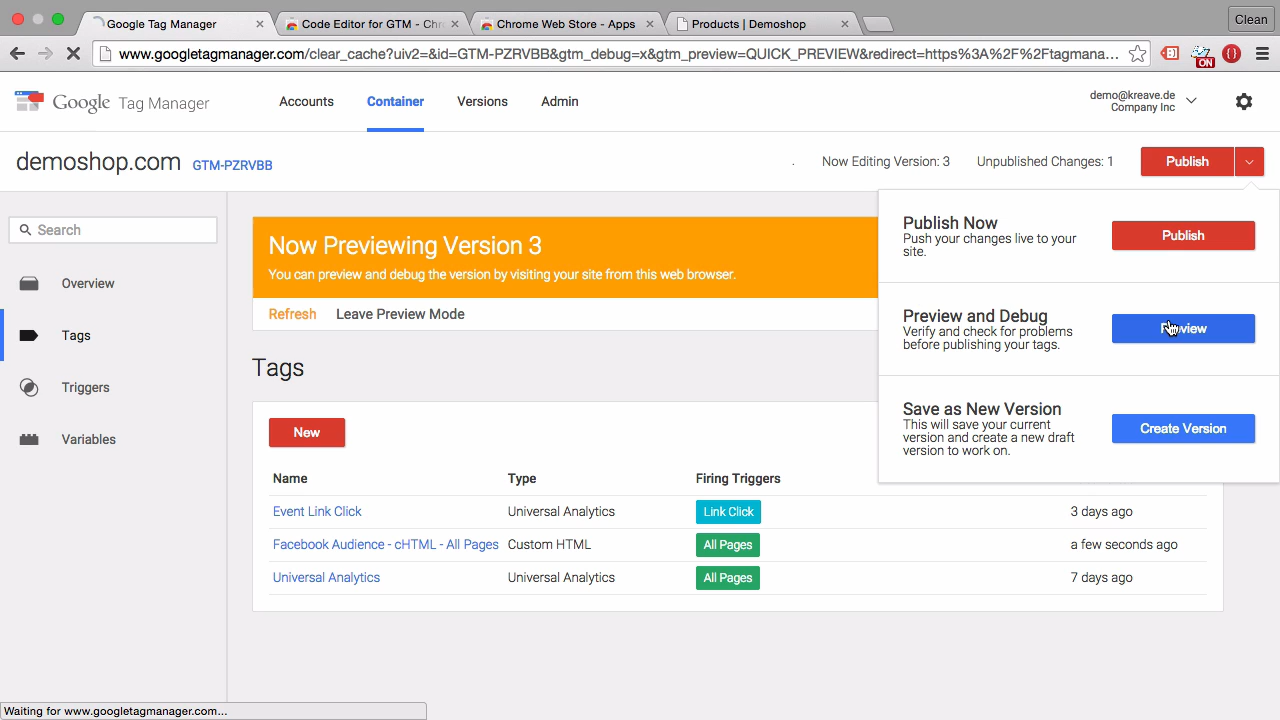 Google Tag Manager
Code Editor for GTM - Chr
Chrome Web Store - Apps
Products | Demoshop
Clean
www.googletagmanager.com/clear_cache?uiv2=&id=GTM-PZRVBB&gtm_debug=x&gtm_preview=QUICK_PREVIEW&redirect=https%3A%2F%2Ftagmana...
ON
Google Tag Manager
Accounts
Container
Versions
Admin
demo@kreave.de
Company Inc
demoshop.com GTM-PZRVBB
Now Editing Version: 3
Unpublished Changes: 1
Publish
Search
Overview
Tags
Triggers
Variables
Now Previewing Version 3
You can preview and debug the version by visiting your site from this web browser.
Refresh
Leave Preview Mode
Publish Now
Push your changes live to your
site.
Publish
Preview and Debug
Verify and check for problems
before publishing your tags.
Preview
Save as New Version
This will save your current
version and create a new draft
version to work on.
Create Version
Tags
New
Name Type Firing Triggers
Event Link Click Universal Analytics Link Click 3 days ago
Facebook Audience - cHTML - All Pages Custom HTML All Pages a few seconds ago
Universal Analytics Universal Analytics All Pages 7 days ago
Waiting for www.googletagmanager.com...